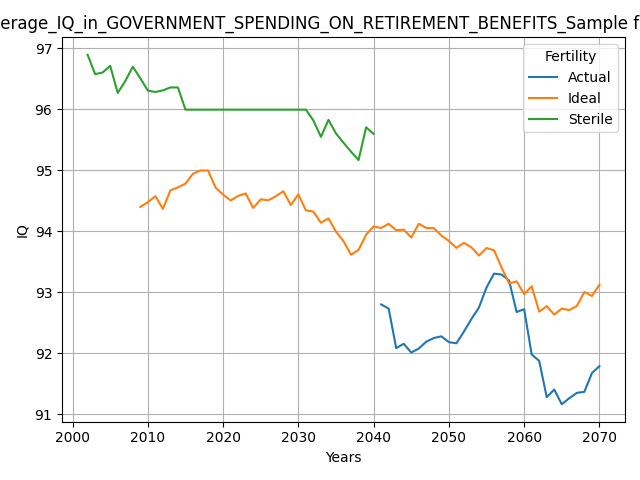 erage_IQ_in_GOVERNMENT_SPENDING_ON_RETIREMENT_BENEFITS_Sample f
Fertility
Actual
Ideal
Sterile
97
96
95
94
93
92
91
IQ
2000 2010 2020 2030 2040 2050 2060 2070
Years